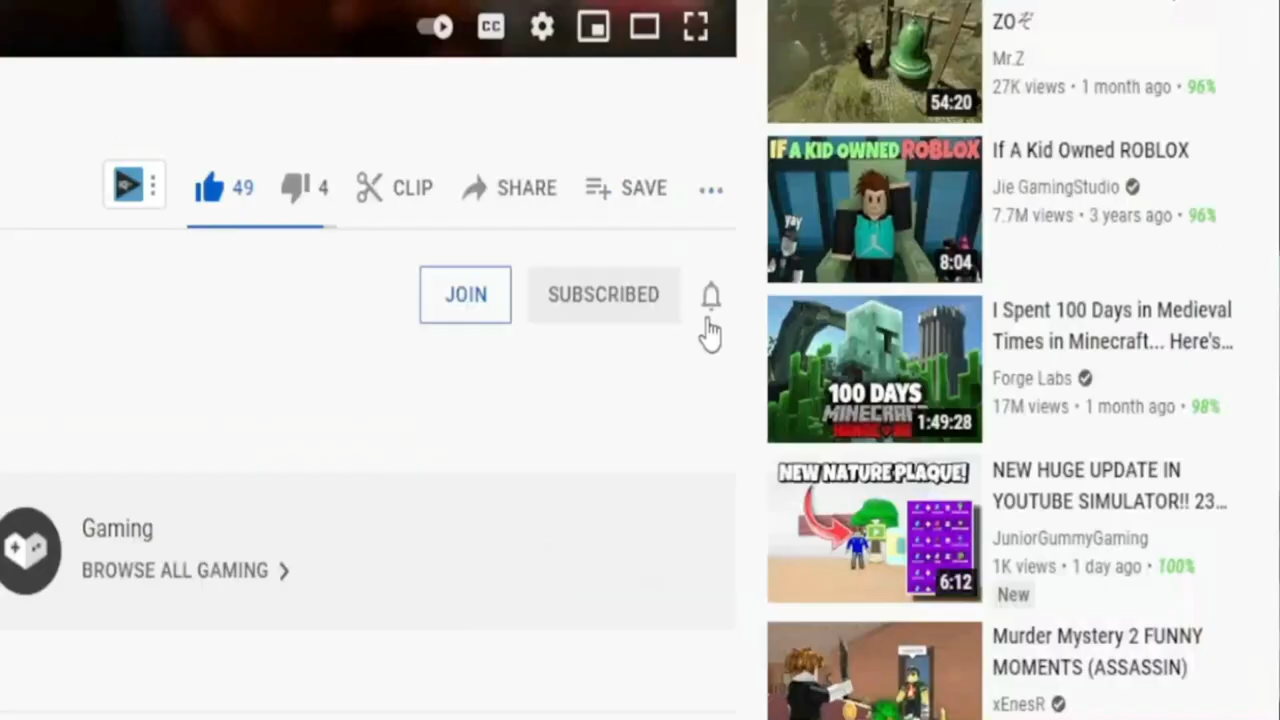 CC
49
4
CLIP
SHARE
SAVE
JOIN
SUBSCRIBED
Gaming
BROWSE ALL GAMING
54:20
ZOぞ
Mr.Z
27K views • 1 month ago • 96%
IF A KID OWNED ROBLOX
yay
8:04
If A Kid Owned ROBLOX
Jie GamingStudio
7.7M views • 3 years ago • 96%
100 DAYS
MINECRAFT
1:49:28
I Spent 100 Days in Medieval
Times in Minecraft... Here's...
Forge Labs
17M views • 1 month ago • 98%
NEW NATURE PLAQUE!
6:12
NEW HUGE UPDATE IN
YOUTUBE SIMULATOR!! 23...
JuniorGummyGaming
1K views • 1 day ago • 100%
New
Murder Mystery 2 FUNNY
MOMENTS (ASSASSIN)
xEnesR